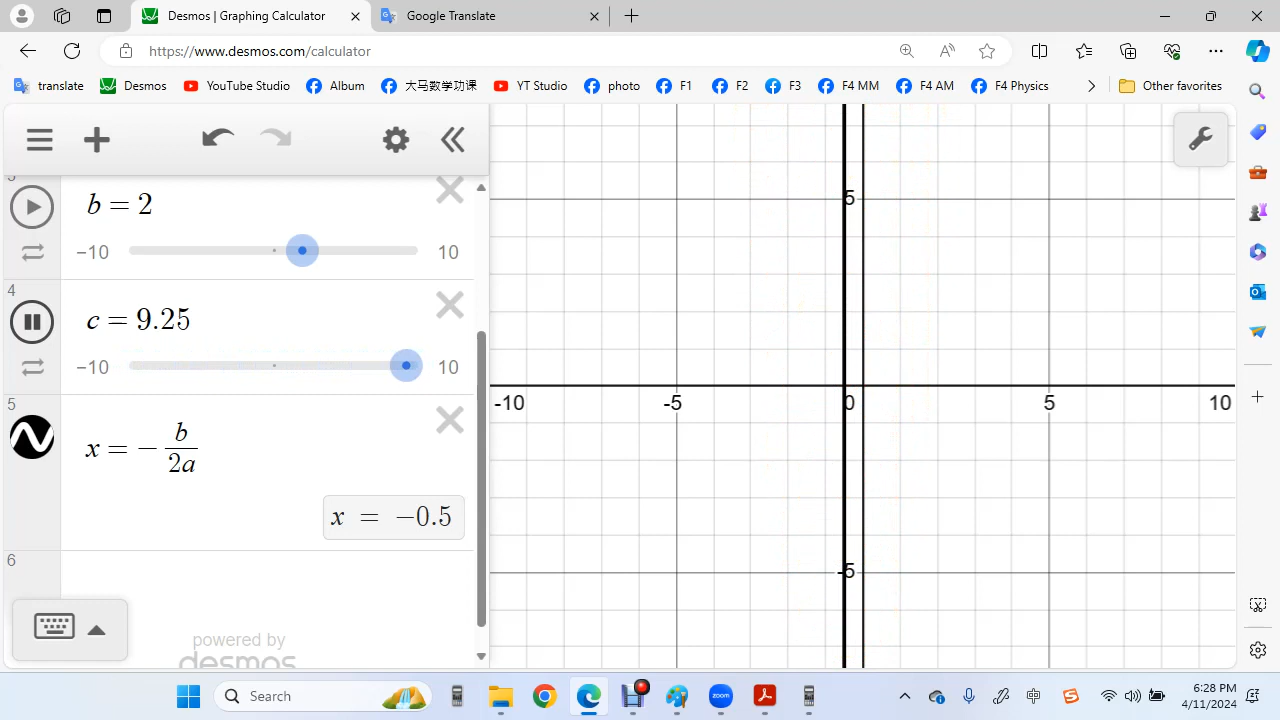 Desmos | Graphing Calculator
Google Translate
https://www.desmos.com/calculator
translate
Desmos
YouTube Studio
Album
大马数学功课
YT Studio
photo
F1
F2
F3
F4 MM
F4 AM
F4 Physics
Other favorites
b = 2
−10
10
4
c = 9.25
−10
10
5
x = − b/2a
x = −0.5
6
powered by
desmos
5
-10
-5
0
5
10
-5
Search
zoom
6:28 PM
4/1/2024